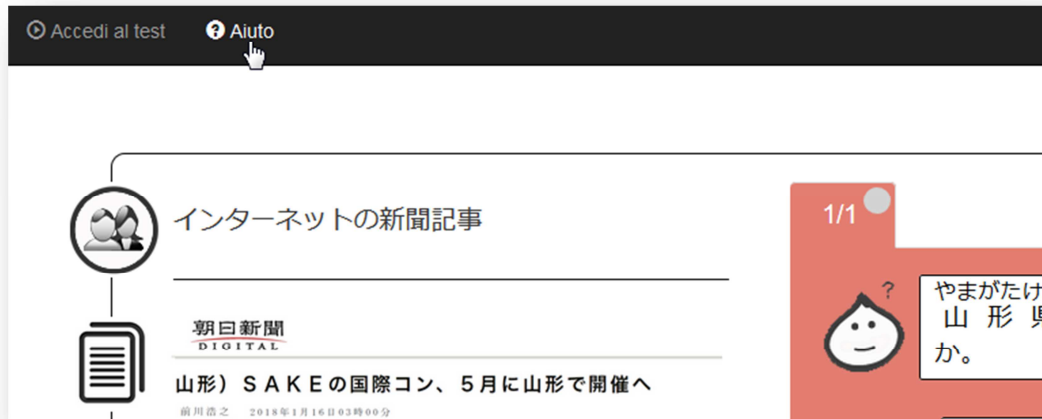 Accedi al test
Aiuto
インターネットの新聞記事
朝日新聞
DIGITAL
山形）ＳＡＫＥの国際コン、５月に山形で開催へ
前川浩之 2018年1月16日03時00分
1/1
?
やまがたけ
山 形
か。